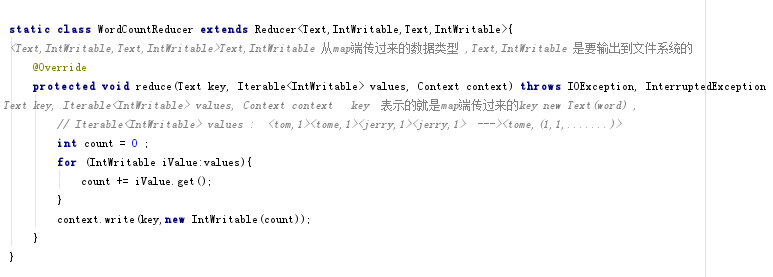 static class WordCountReducer extends Reducer<Text,IntWritable,Text,IntWritable>{
<Text,IntWritable,Text,IntWritable>Text,IntWritable 从map端传过来的数据类型 ,Text,IntWritable 是要输出到文件系统的
@Override
protected void reduce(Text key, Iterable<IntWritable> values, Context context) throws IOException, InterruptedException
Text key, Iterable<IntWritable> values, Context context   key  表示的就是map端传过来的key new Text(word) ,
// Iterable<IntWritable> values :  <tom,1><tome,1><jerry,1><jerry,1>  ---><tome,(1,1,.......)>
int count = 0 ;
for (IntWritable iValue:values){
count += iValue.get();
}
context.write(key,new IntWritable(count));
}
}